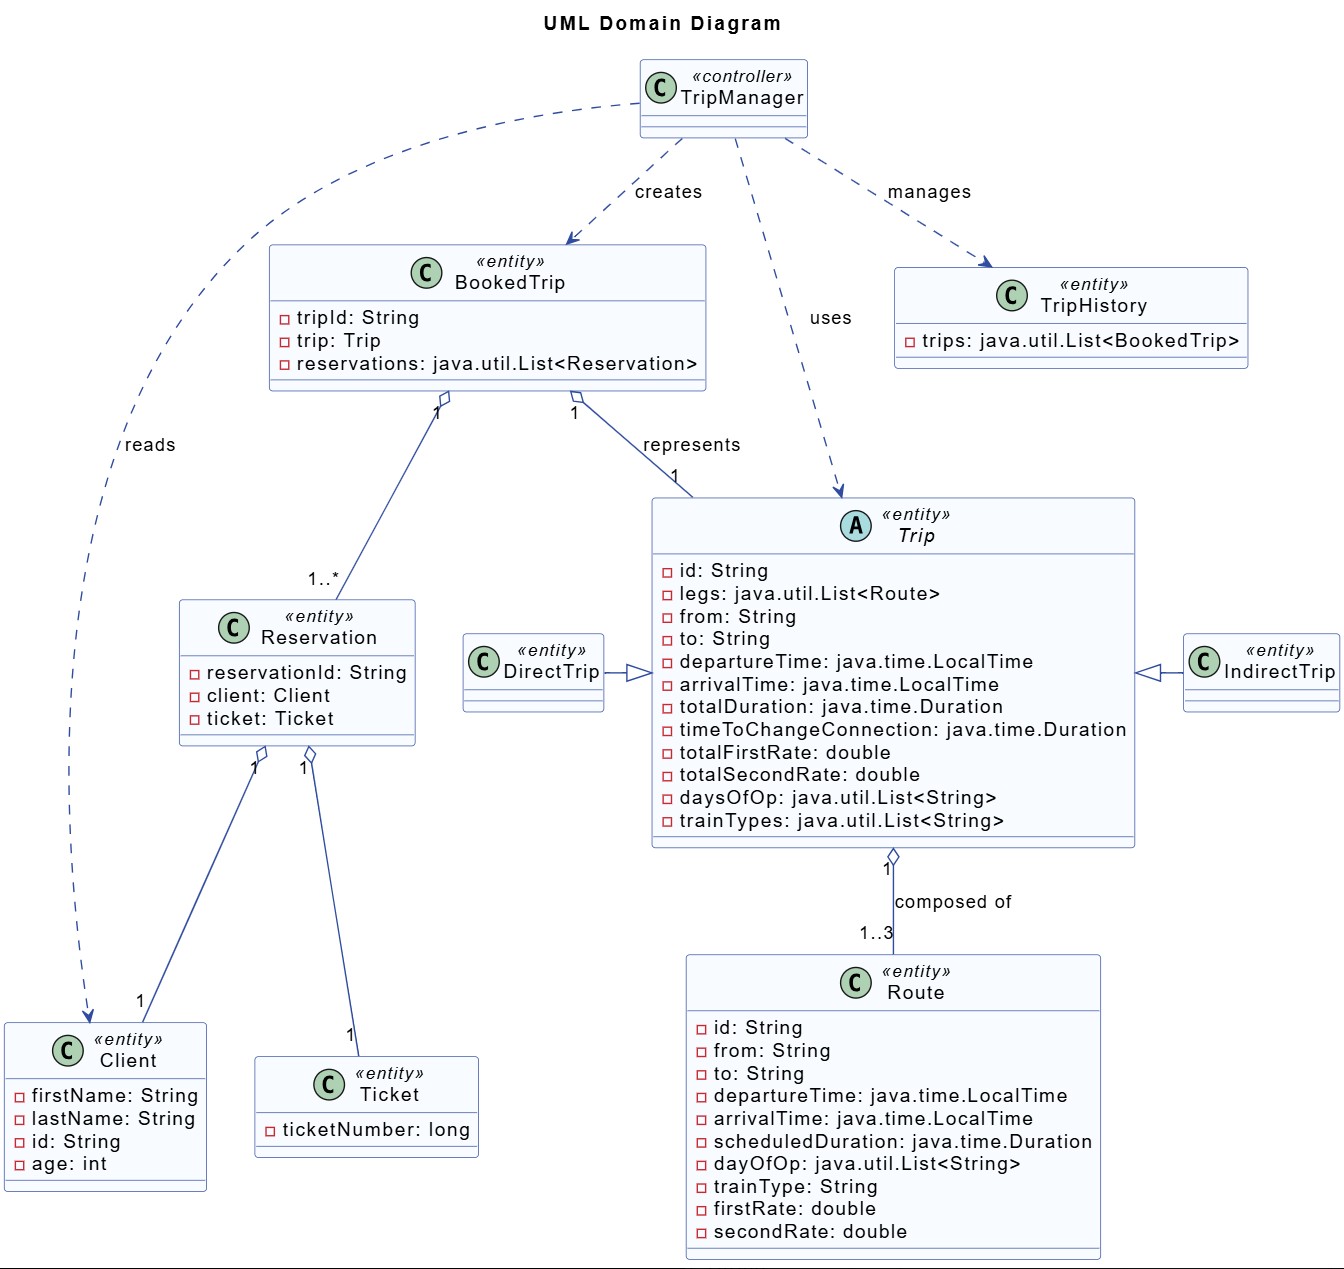 UML Domain Diagram
C
«controller»
TripManager
creates
manages
uses
reads
C
«entity»
BookedTrip
tripId: String
trip: Trip
reservations: java.util.List<Reservation>
C
«entity»
TripHistory
trips: java.util.List<BookedTrip>
1
1
represents
1
1..*
C
«entity»
Reservation
reservationId: String
client: Client
ticket: Ticket
C
«entity»
DirectTrip
A
«entity»
Trip
id: String
legs: java.util.List<Route>
from: String
to: String
departureTime: java.time.LocalTime
arrivalTime: java.time.LocalTime
totalDuration: java.time.Duration
timeToChangeConnection: java.time.Duration
totalFirstRate: double
totalSecondRate: double
daysOfOp: java.util.List<String>
trainTypes: java.util.List<String>
C
«entity»
IndirectTrip
1
1
1
composed of
1..3
1
1
C
«entity»
Client
firstName: String
lastName: String
id: String
age: int
C
«entity»
Ticket
ticketNumber: long
C
«entity»
Route
id: String
from: String
to: String
departureTime: java.time.LocalTime
arrivalTime: java.time.LocalTime
scheduledDuration: java.time.Duration
dayOfOp: java.util.List<String>
trainType: String
firstRate: double
secondRate: double